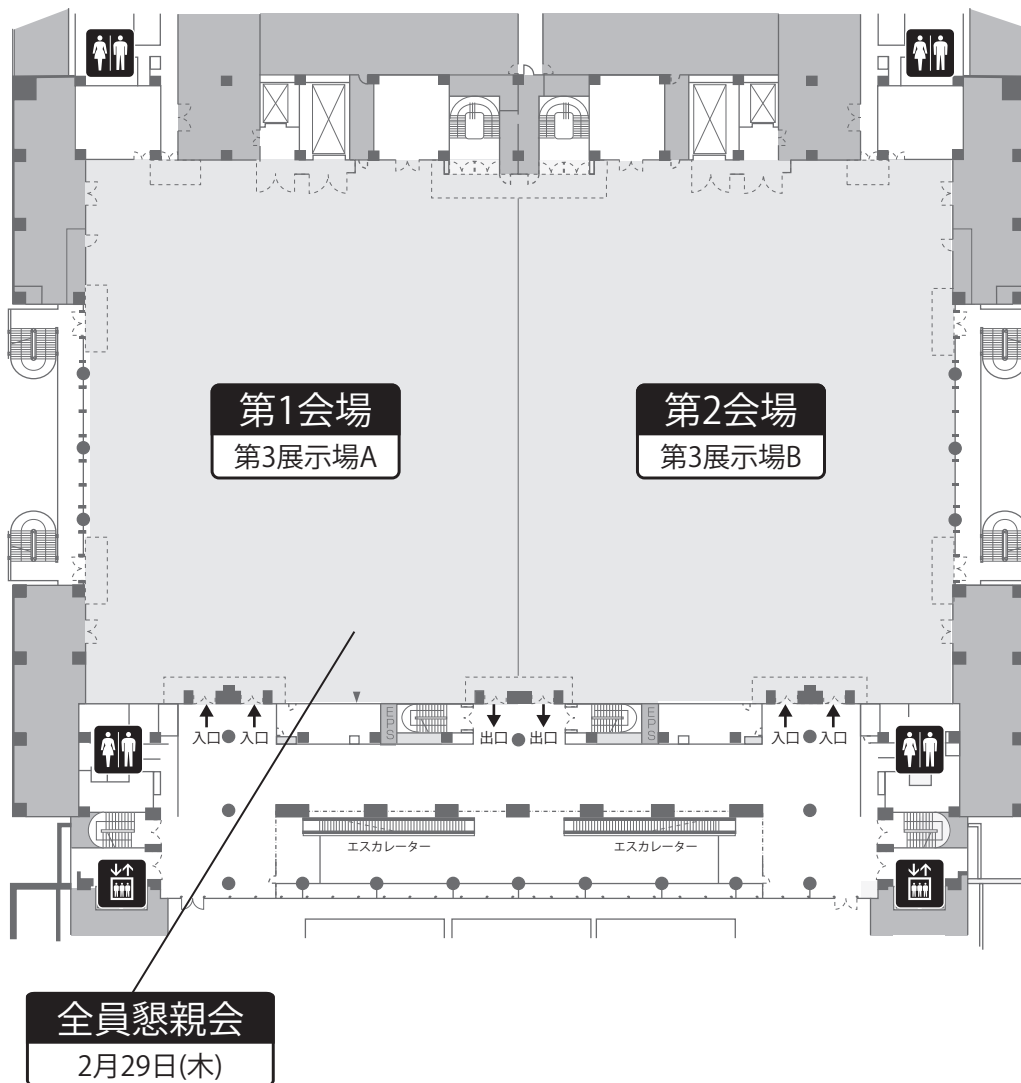 第1会場
第3展示場A
第2会場
第3展示場B
EPS
EPS
入口
入口
出口
出口
入口
入口
エスカレーター
エスカレーター
全員懇親会
2月29日(木)